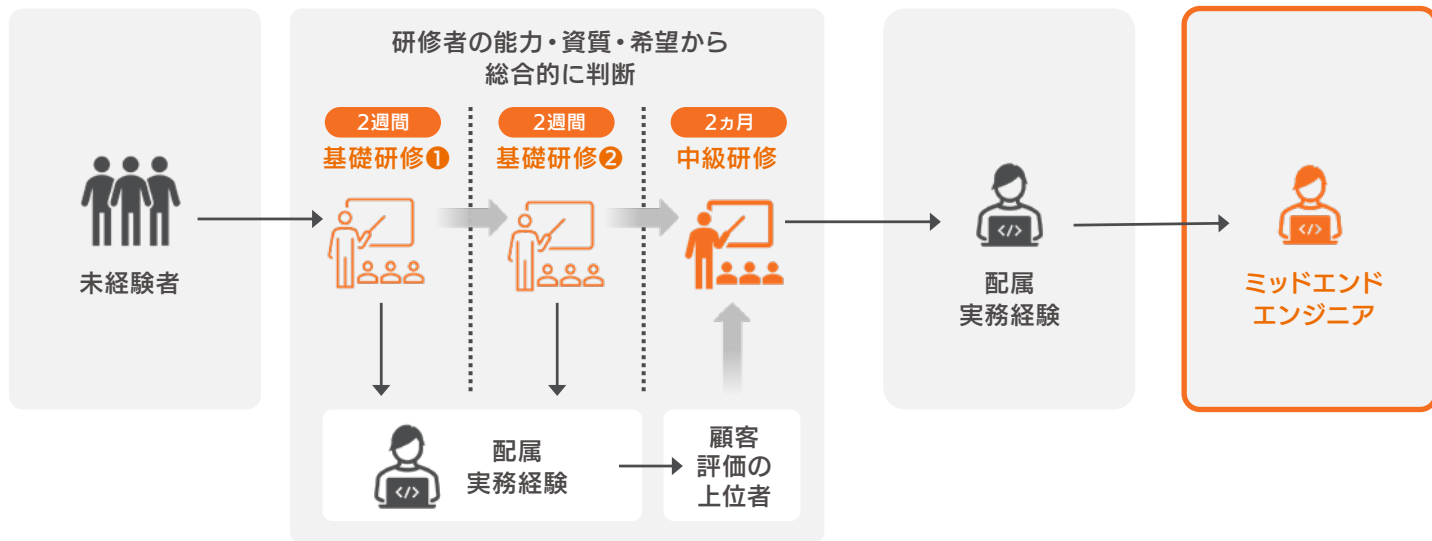 研修者の能力・資質・希望から
総合的に判断
2週間
基礎研修❶
2週間
基礎研修❷
2ヵ月
中級研修
未経験者
配属
実務経験
ミッドエンド
エンジニア
配属
実務経験
顧客
評価の
上位者